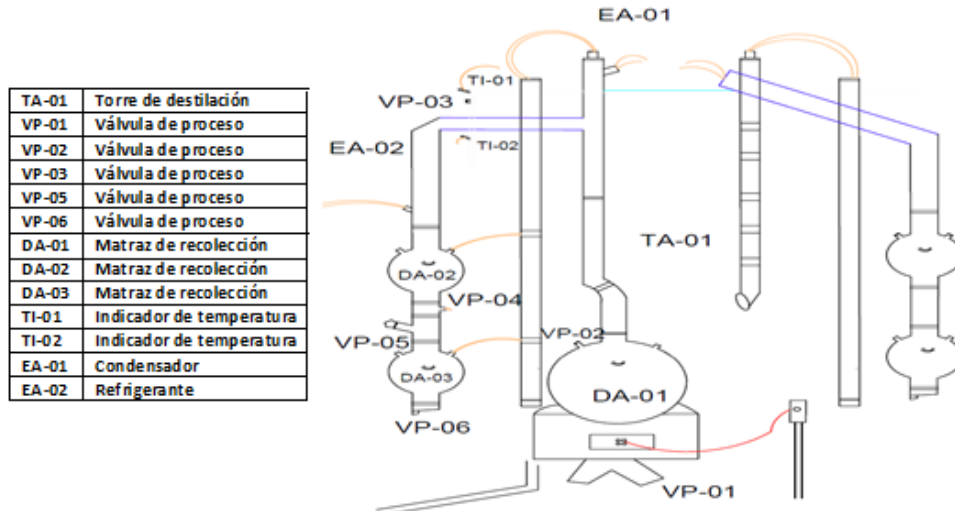 TA-01 Torre de destilación
VP-01 Válvula de proceso
VP-02 Válvula de proceso
VP-03 Válvula de proceso
VP-05 Válvula de proceso
VP-06 Válvula de proceso
DA-01 Matraz de recolección
DA-02 Matraz de recolección
DA-03 Matraz de recolección
TI-01 Indicador de temperatura
TI-02 Indicador de temperatura
EA-01 Condensador
EA-02 Refrigerante
EA-01
TI-01
VP-03
EA-02
TI-02
TA-01
DA-02
VP-04
VP-05
VP-02
DA-03
DA-01
VP-06
VP-01